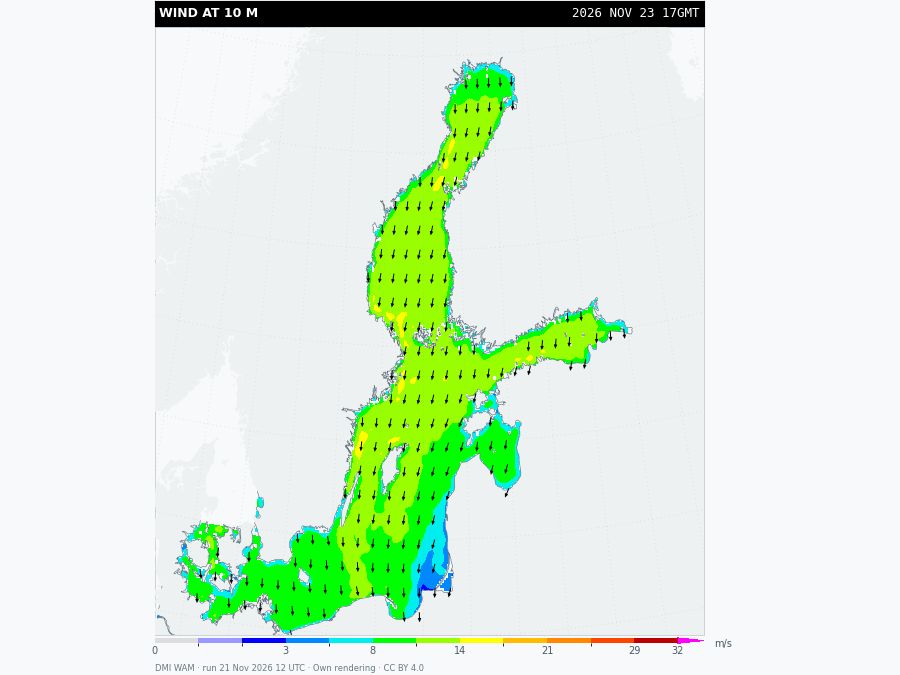 WIND AT 10 M 2026 NOV 23 17GMT
0 3 8 14 21 29 32 m/s
DMI WAM · run 21 Nov 2026 12 UTC · Own rendering · CC BY 4.0